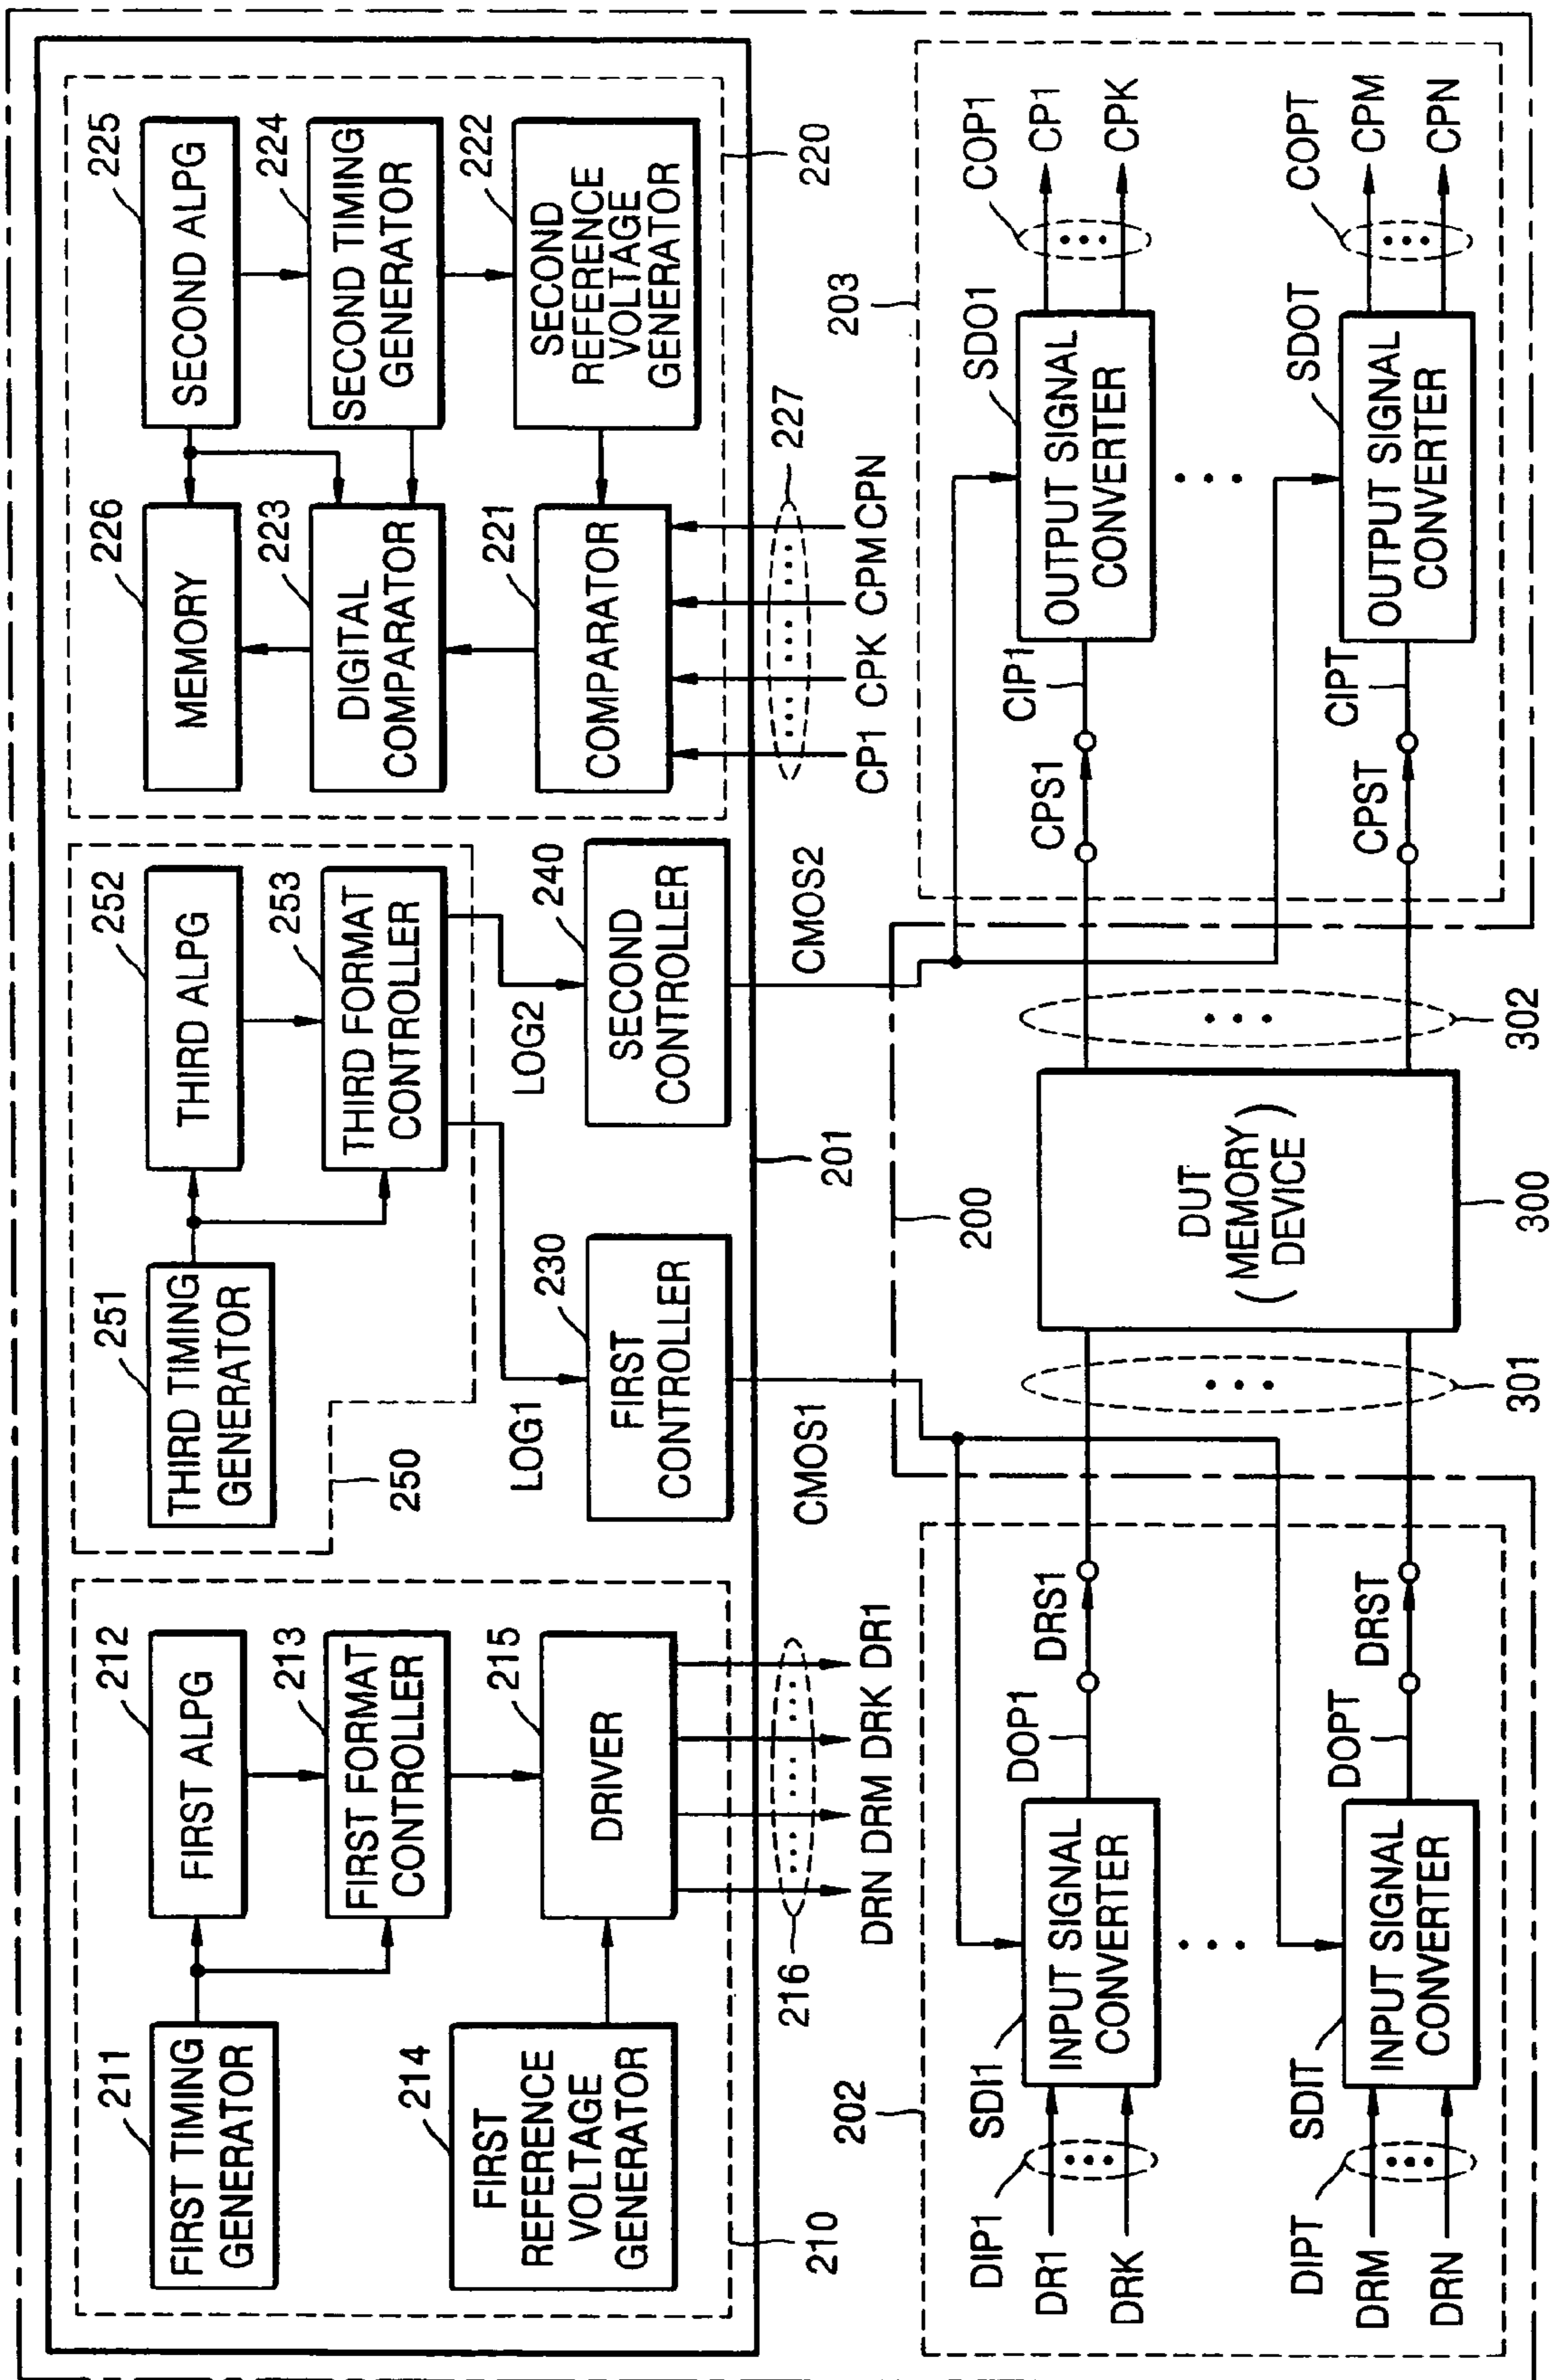 211
FIRST TIMING
GENERATOR
212
FIRST ALPG
213
FIRST FORMAT
CONTROLLER
214
FIRST
REFERENCE
VOLTAGE
GENERATOR
215
DRIVER
210
216
DRN DRM DRK DR1
251
THIRD TIMING
GENERATOR
252
THIRD ALPG
253
THIRD FORMAT
CONTROLLER
250
LOG1
230
FIRST
CONTROLLER
LOG2
240
SECOND
CONTROLLER
CMOS1
CMOS2
201
226
MEMORY
225
SECOND ALPG
223
DIGITAL
COMPARATOR
224
SECOND TIMING
GENERATOR
221
COMPARATOR
222
SECOND
REFERENCE
VOLTAGE
GENERATOR
220
227
CP1 CPK CPM CPN
202
DIP1
DR1
DRK
SDI1
INPUT SIGNAL
CONVERTER
DOP1
DRS1
DIPT
DRM
DRN
SDIT
INPUT SIGNAL
CONVERTER
DOPT
DRST
200
301
DUT
(MEMORY
DEVICE)
300
302
203
CPS1
CIP1
SDO1
OUTPUT SIGNAL
CONVERTER
COP1
CP1
CPK
CPST
CIPT
SDOT
OUTPUT SIGNAL
CONVERTER
COPT
CPM
CPN